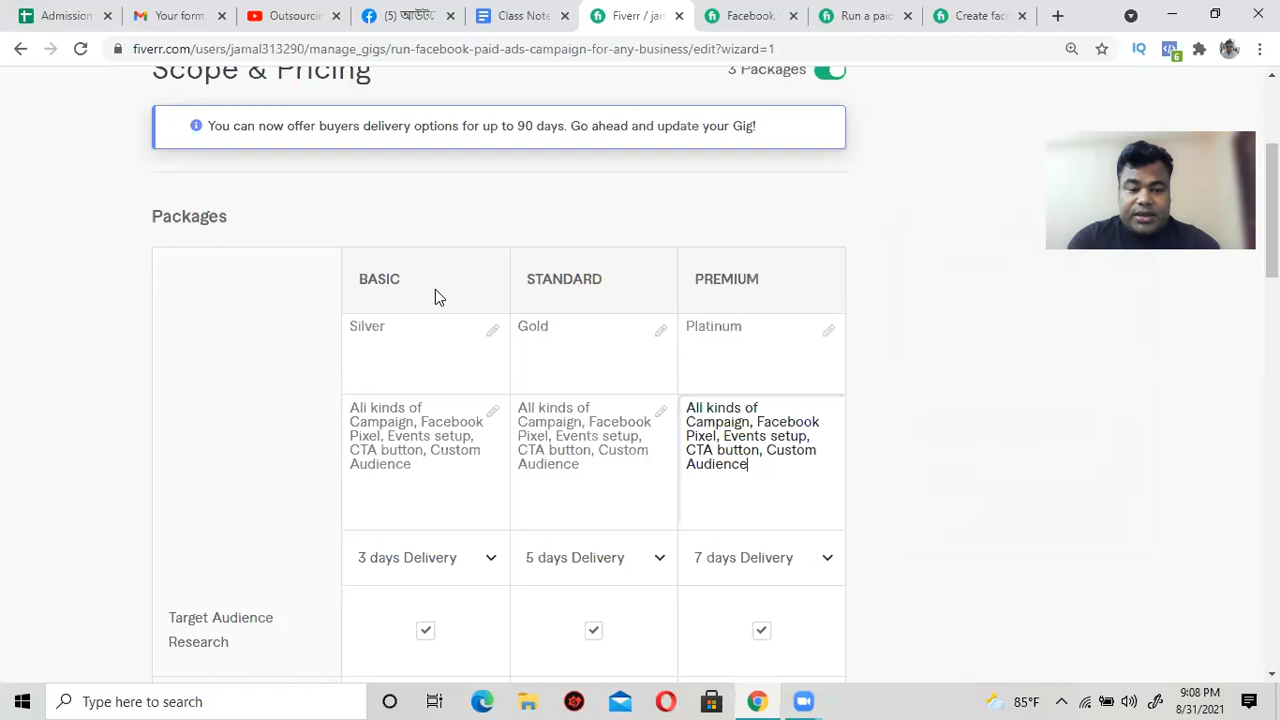 Admission
Your form
Outsourci
Class Note
Fiverr / jam
Facebook
Run a paid
Create fac
fiverr.com/users/jamal313290/manage_gigs/run-facebook-paid-ads-campaign-for-any-business/edit?wizard=1
IQ
6
Scope & Pricing
3 Packages
You can now offer buyers delivery options for up to 90 days. Go ahead and update your Gig!
Packages
BASIC
STANDARD
PREMIUM
Silver
Gold
Platinum
All kinds of
Campaign, Facebook
Pixel, Events setup,
CTA button, Custom
Audience
All kinds of
Campaign, Facebook
Pixel, Events setup,
CTA button, Custom
Audience
All kinds of
Campaign, Facebook
Pixel, Events setup,
CTA button, Custom
Audience
3 days Delivery
5 days Delivery
7 days Delivery
Target Audience
Research
Type here to search
85°F
9:08 PM
8/31/2021